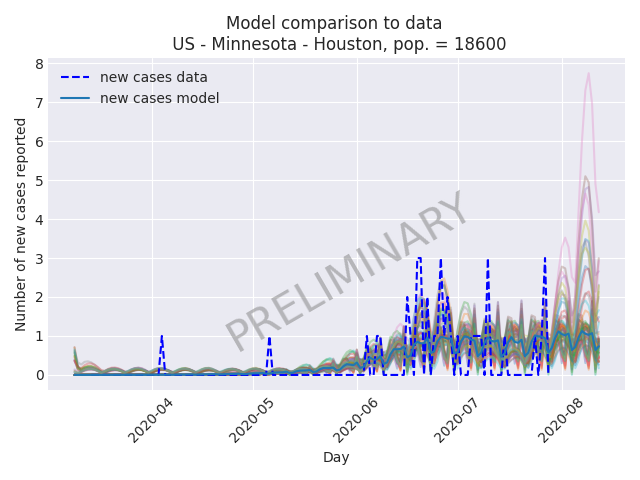 Model comparison to data
US - Minnesota - Houston, pop. = 18600
new cases data
new cases model
Number of new cases reported
8
7
6
5
4
3
2
1
0
PRELIMINARY
2020-04
2020-05
2020-06
2020-07
2020-08
Day